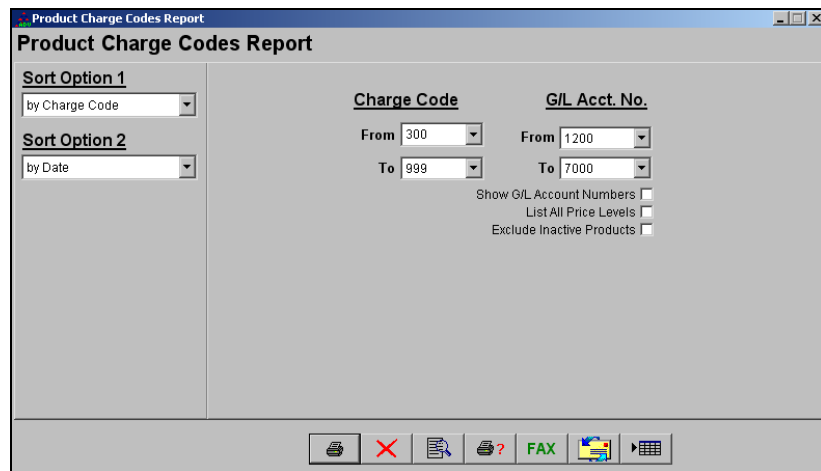 Product Charge Codes Report
Product Charge Codes Report
Sort Option 1
by Charge Code
Sort Option 2
by Date
Charge Code
From 300
To 999
G/L Acct. No.
From 1200
To 7000
Show G/L Account Numbers
List All Price Levels
Exclude Inactive Products
? FAX